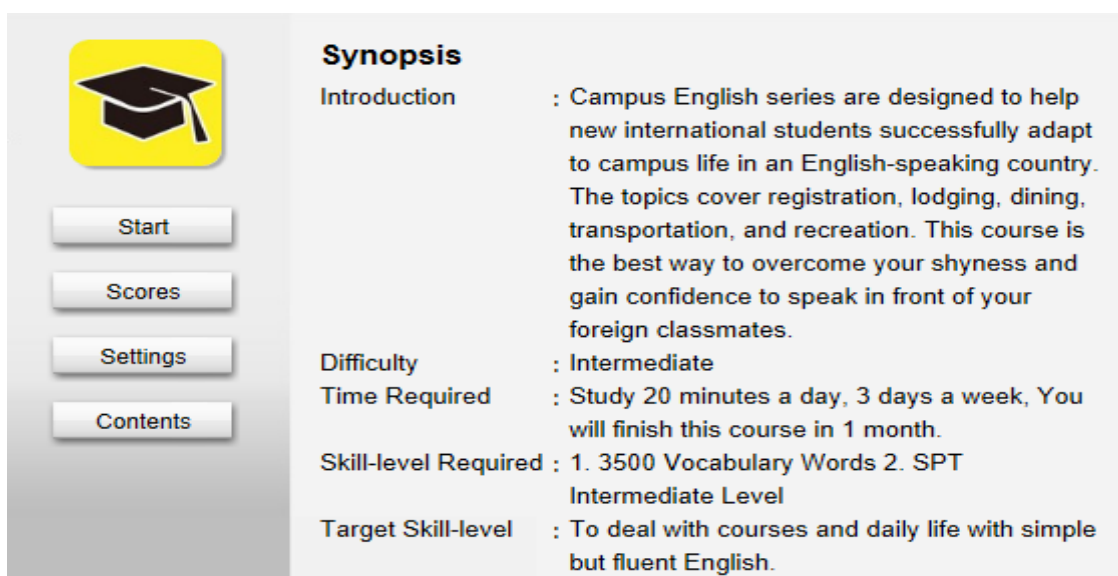 Start
Scores
Settings
Contents
Synopsis
Introduction : Campus English series are designed to help
new international students successfully adapt
to campus life in an English-speaking country.
The topics cover registration, lodging, dining,
transportation, and recreation. This course is
the best way to overcome your shyness and
gain confidence to speak in front of your
foreign classmates.
Difficulty : Intermediate
Time Required : Study 20 minutes a day, 3 days a week, You
will finish this course in 1 month.
Skill-level Required : 1. 3500 Vocabulary Words 2. SPT
Intermediate Level
Target Skill-level : To deal with courses and daily life with simple
but fluent English.